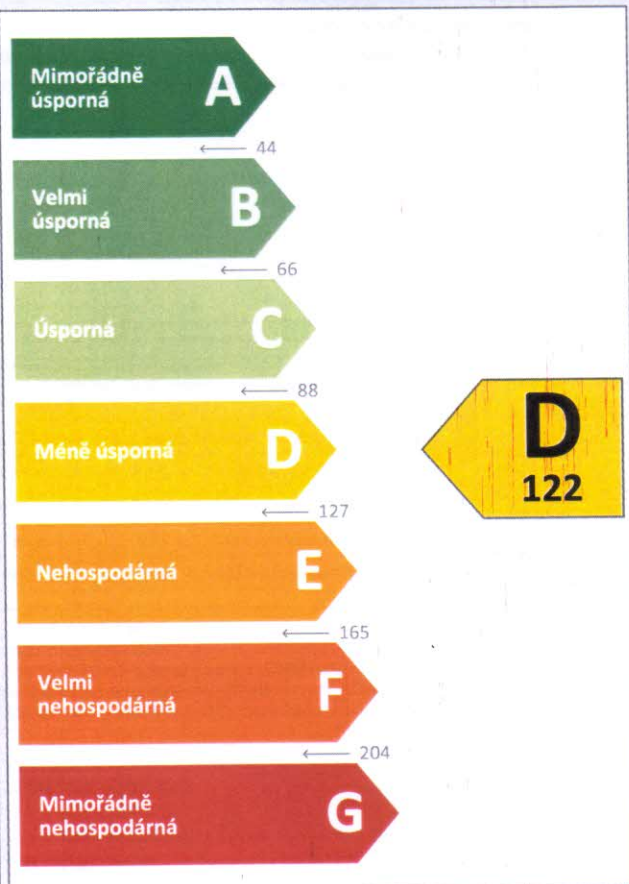 Mimořádně
úsporná
A
← 44
Velmi
úsporná
B
← 66
Úsporná
C
← 88
Méně úsporná
D
← 127
D
122
Nehospodárná
E
← 165
Velmi
nehospodárná
F
← 204
Mimořádně
nehospodárná
G